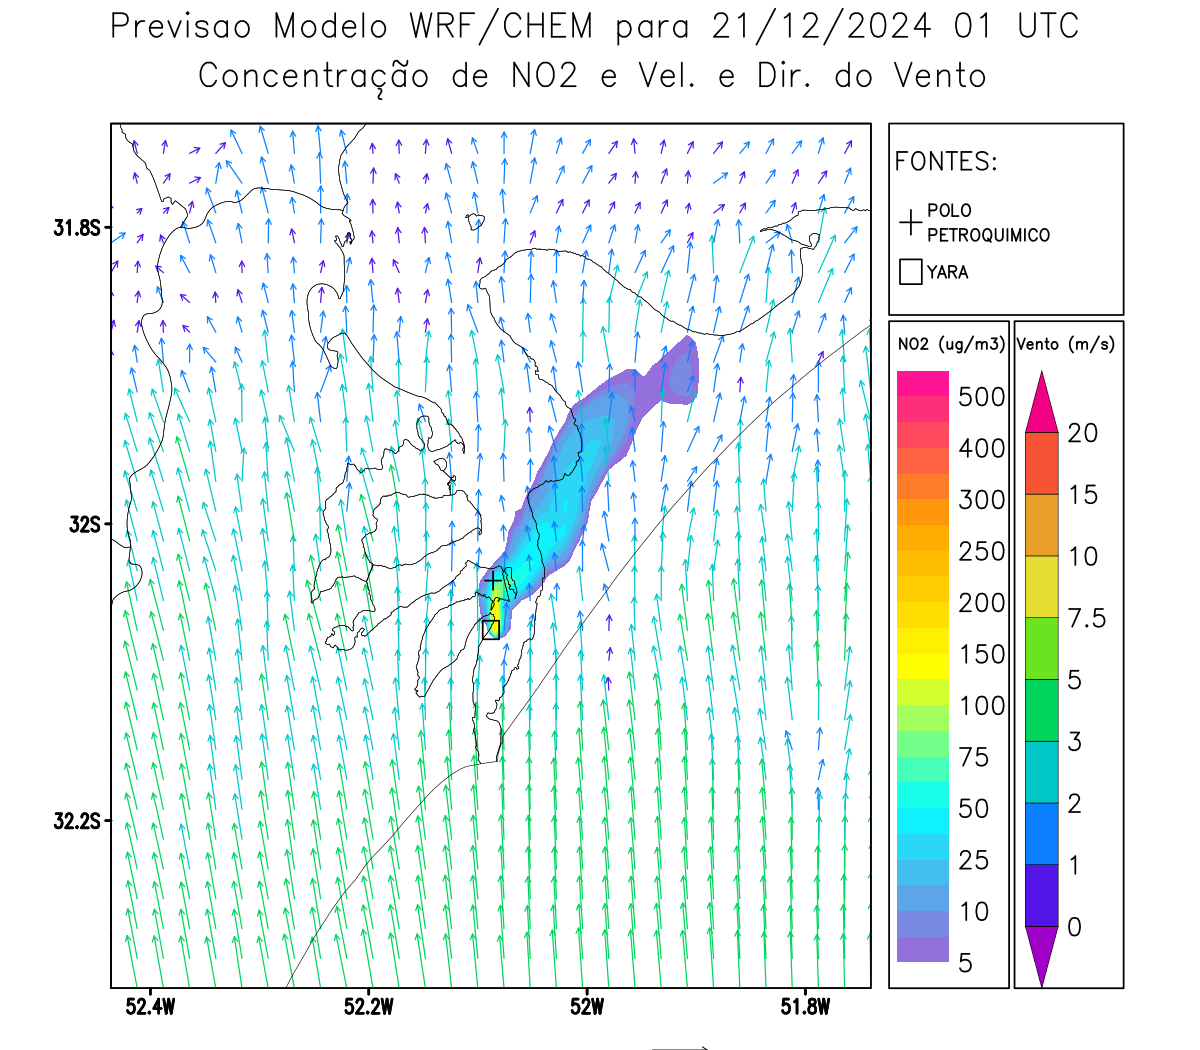 Previsao Modelo WRF/CHEM para 21/12/2024 01 UTC
Concentração de NO2 e Vel. e Dir. do Vento
FONTES:
POLO
PETROQUIMICO
YARA
NO2 (ug/m3)
500
400
300
250
200
150
100
75
50
25
10
5
Vento (m/s)
20
15
10
7.5
5
3
2
1
0
31.8S
32S
32.2S
52.4W
52.2W
52W
51.8W